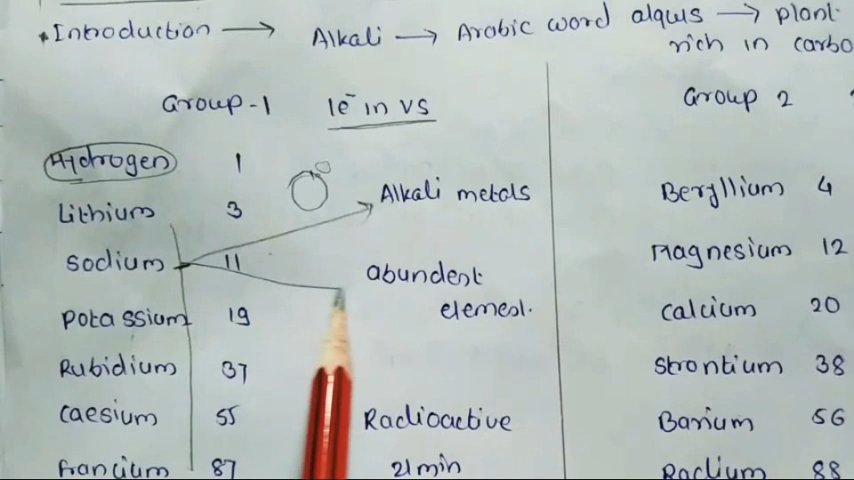 Introduction → Alkali → Arabic word alquis → plant
rich in carbo
Group-1 1e⁻ in VS
Group 2
Hydrogen 1
Alkali metals
Beryllium 4
Lithium 3
Sodium 11
Magnesium 12
abundent
element.
Potassium 19
Calcium 20
Rubidium 37
Strontium 38
Caesium 55
Radioactive
Barium 56
Francium 87
21min
Radium 88